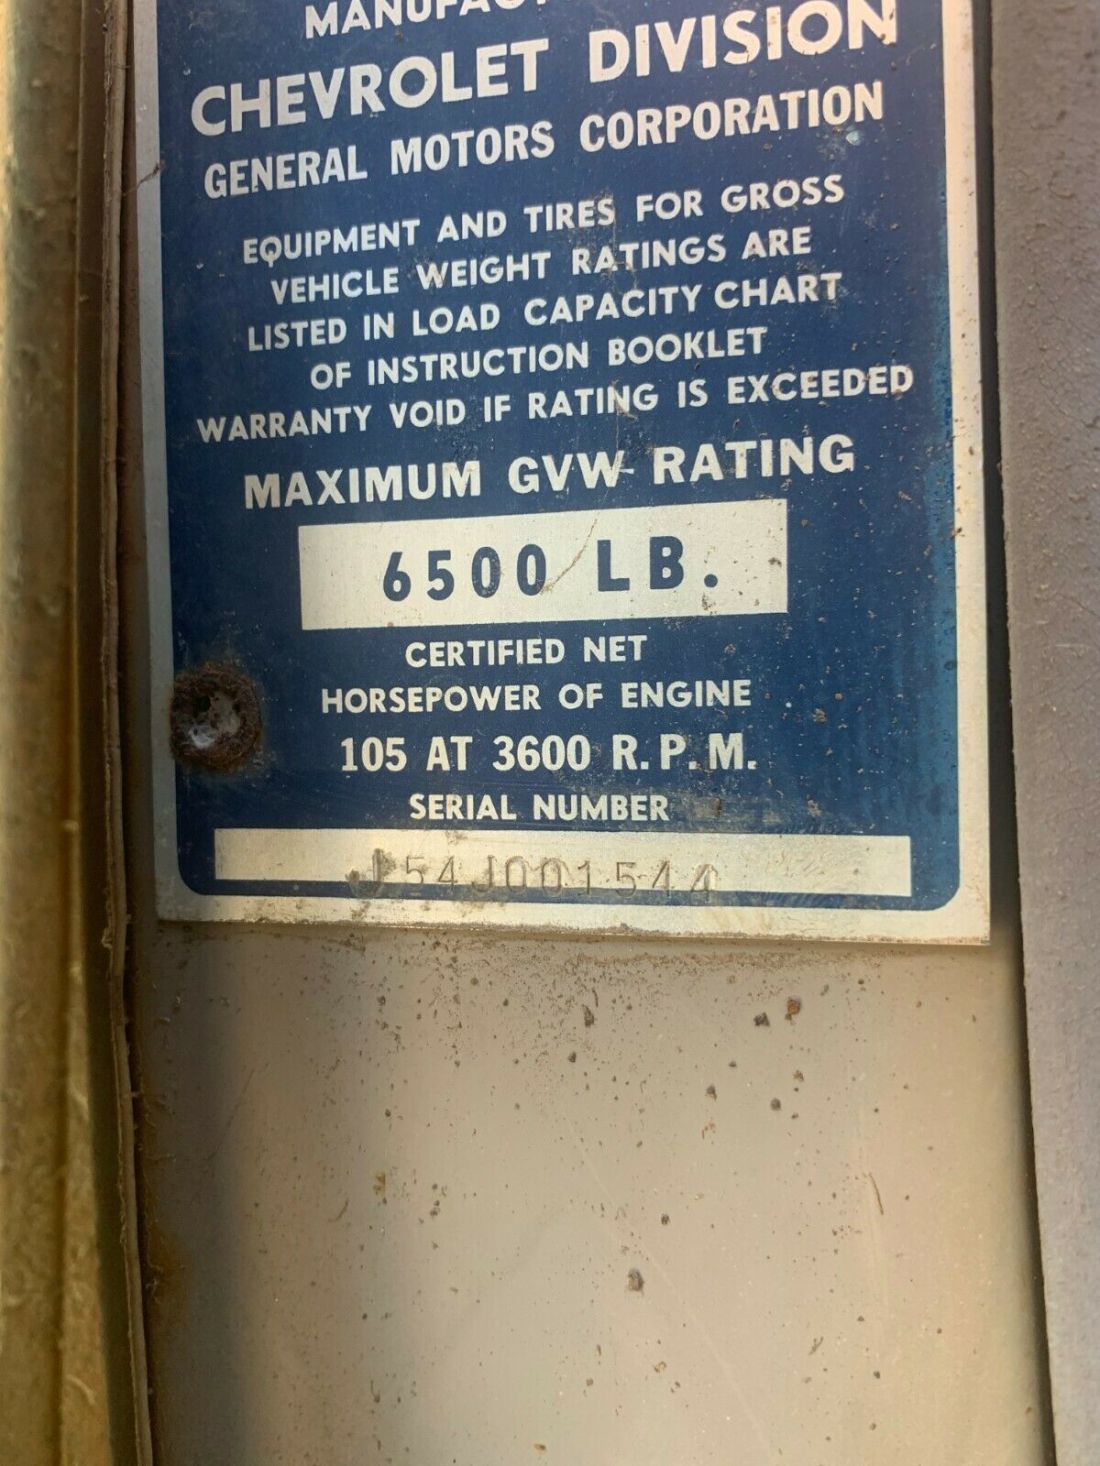 CHEVROLET DIVISION
GENERAL MOTORS CORPORATION
EQUIPMENT AND TIRES FOR GROSS
VEHICLE WEIGHT RATINGS ARE
LISTED IN LOAD CAPACITY CHART
OF INSTRUCTION BOOKLET
WARRANTY VOID IF RATING IS EXCEEDED
MAXIMUM GVW RATING
6500 LB.
CERTIFIED NET
HORSEPOWER OF ENGINE
105 AT 3600 R.P.M.
SERIAL NUMBER
J54J001544